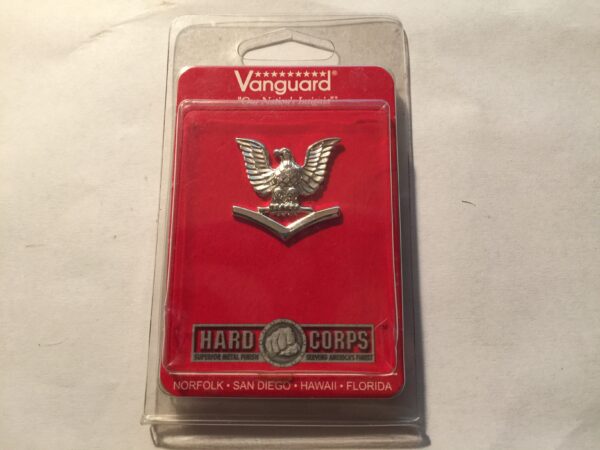 Vanguard®
"Our Nation's Insignia"
HARD CORPS
SUPERIOR METAL FINISH SERVING AMERICA'S FINEST
NORFOLK • SAN DIEGO • HAWAII • FLORIDA